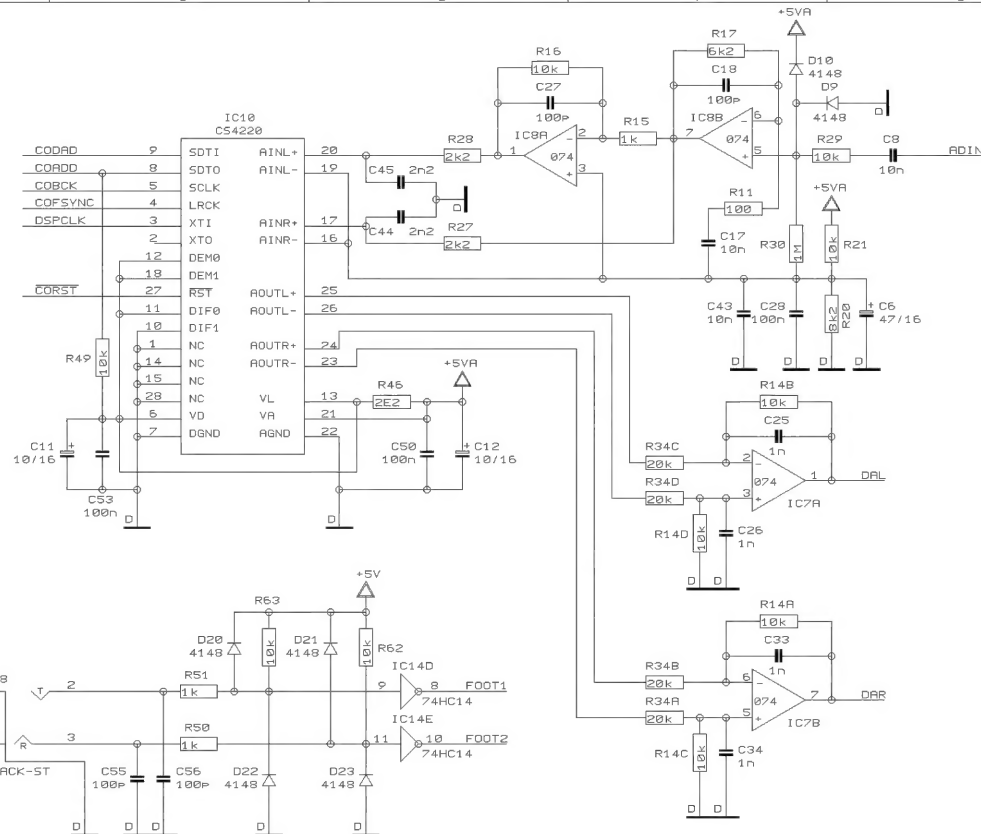 +5VA
R17
6k2
C18
100p
R16
10k
C27
100p
D10
4148
D9
4148
D
IC10
CS4220
CODAD 9 SDTI AINL+ 20
COADD 8 SDTO AINL- 19
COBCK 5 SCLK
COFSYNC 4 LRCK
DSPCLK 3 XTI AINR+ 17
2 XTO AINR- 16
12 DEM0
18 DEM1
CORST 27 RST AOUTL+ 25
11 DIF0 AOUTL- 26
10 DIF1
1 NC AOUTR+ 24
14 NC AOUTR- 23
15 NC
28 NC VL 13
6 VD VA 21
7 DGND AGND 22
R28
2k2
C45 2n2
C44 2n2
D
R27
2k2
IC8A
074
1 2 - 3 +
R15
1k
IC8B
074
7 6 - 5 +
R29
10k
C8
10n
ADIN
R11
100
C17
10n
R30
1M
+5VA
10k
R21
C43
10n
C28
100n
8k2
R20
C6
+
47/16
D D D D
R49
10k
C11
+
10/16
C53
100n
D
R46
2E2
+5VA
C50
100n
C12
+
10/16
D
R14B
10k
C25
1n
R34C
20k
R34D
20k
2 - 3 +
074
1
IC7A
DAL
R14D
10k
C26
1n
D D
R14A
10k
C33
1n
R34B
20k
R34A
20k
6 - 5 +
074
7
IC7B
DAR
R14C
10k
C34
1n
D D
+5V
R63
10k
D20
4148
D21
4148
10k
R62
8
T 2
R51
1k
IC14D
9 8 FOOT1
74HC14
R 3
R50
1k
IC14E
11 10 FOOT2
74HC14
ACK-ST
C55
100p
C56
100p
D22
4148
D23
4148
D D D D D